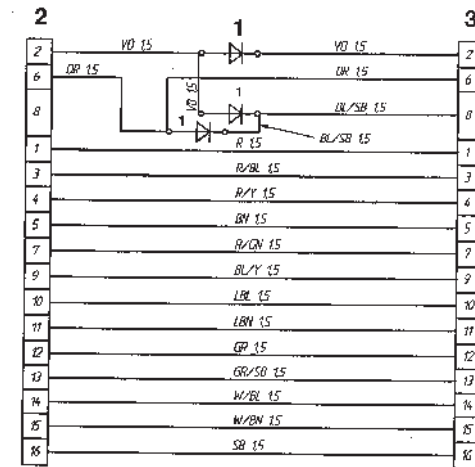 2 1 3
2 VO 1,5 VO 1,5 2
6 OR 1,5 OR 1,5 6
VO 1,5 1
8 BL/SB 1,5 8
1 BL/SB 1,5
1 R 1,5 1
3 R/BL 1,5 3
4 R/Y 1,5 4
5 BN 1,5 5
7 R/GN 1,5 7
9 BL/Y 1,5 9
10 LBL 1,5 10
11 LBN 1,5 11
12 GR 1,5 12
13 GR/SB 1,5 13
14 W/BL 1,5 14
15 W/BN 1,5 15
16 SB 1,5 16